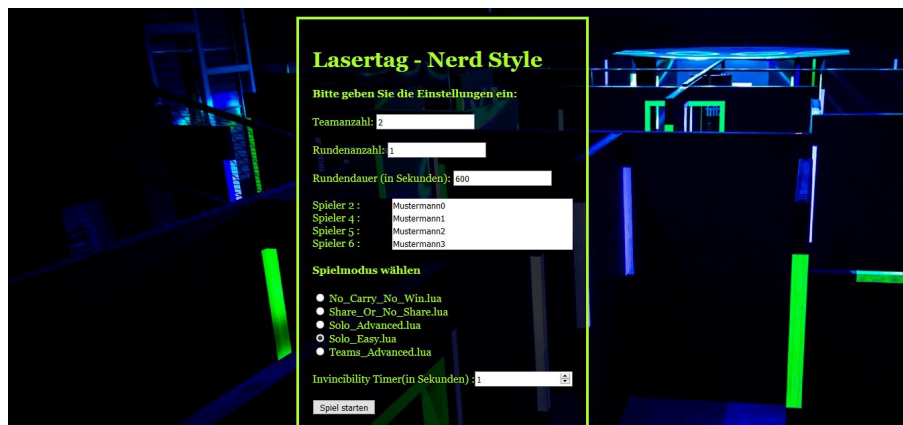 Lasertag - Nerd Style
Bitte geben Sie die Einstellungen ein:
Teamanzahl: 2
Rundenanzahl: 1
Rundendauer (in Sekunden): 600
Spieler 2 : Mustermann0
Spieler 4 : Mustermann1
Spieler 5 : Mustermann2
Spieler 6 : Mustermann3
Spielmodus wählen
No_Carry_No_Win.lua
Share_Or_No_Share.lua
Solo_Advanced.lua
Solo_Easy.lua
Teams_Advanced.lua
Invincibility Timer(in Sekunden) : 1
Spiel starten